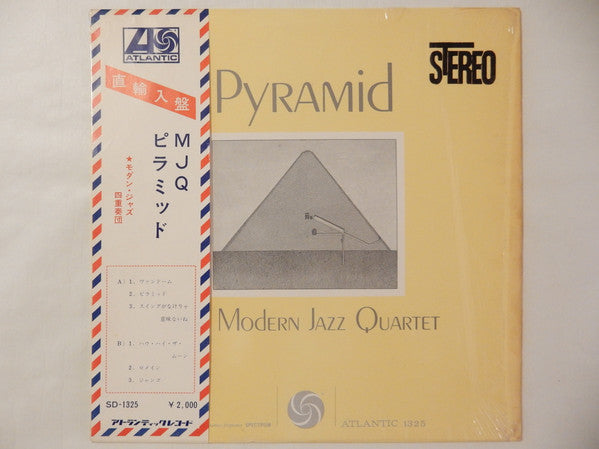 ATLANTIC
直輸入盤
MJQ
ピラミッド
★モダン・ジャズ
四重奏団
A) 1. ヴァンドーム
2. ピラミッド
3. スイングがなけりゃ
意味ないね
B) 1. ハウ・ハイ・ザ・
ムーン
2. ロメイン
3. ジャンゴ
SD-1325 ￥2,000
アトランティックレコード
PYRAMid
STEREO
MODERN JAZZ QUARTET
SPECTRUM
ATLANTIC 1325